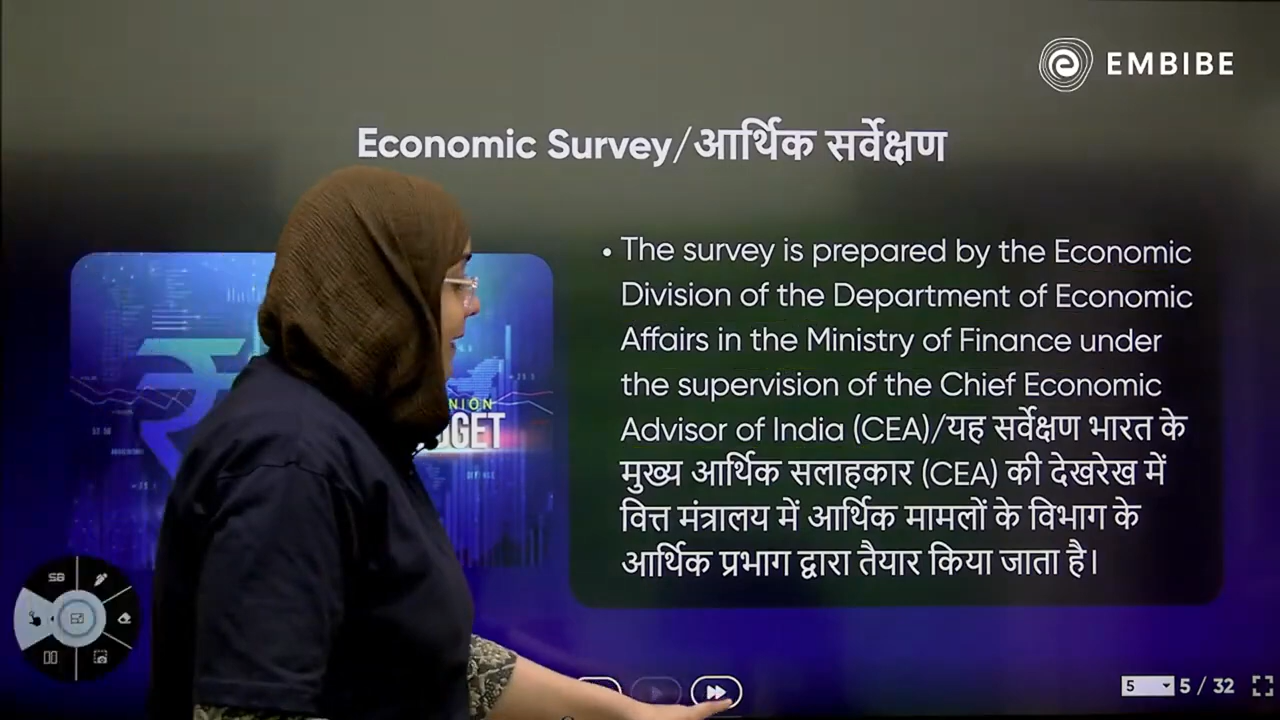 EMBIBE
Economic Survey/आर्थिक सर्वेक्षण
• The survey is prepared by the Economic
Division of the Department of Economic
Affairs in the Ministry of Finance under
the supervision of the Chief Economic
Advisor of India (CEA)/यह सर्वेक्षण भारत के
मुख्य आर्थिक सलाहकार (CEA) की देखरेख में
वित्त मंत्रालय में आर्थिक मामलों के विभाग के
आर्थिक प्रभाग द्वारा तैयार किया जाता है।
NION
GET
5 5 / 32